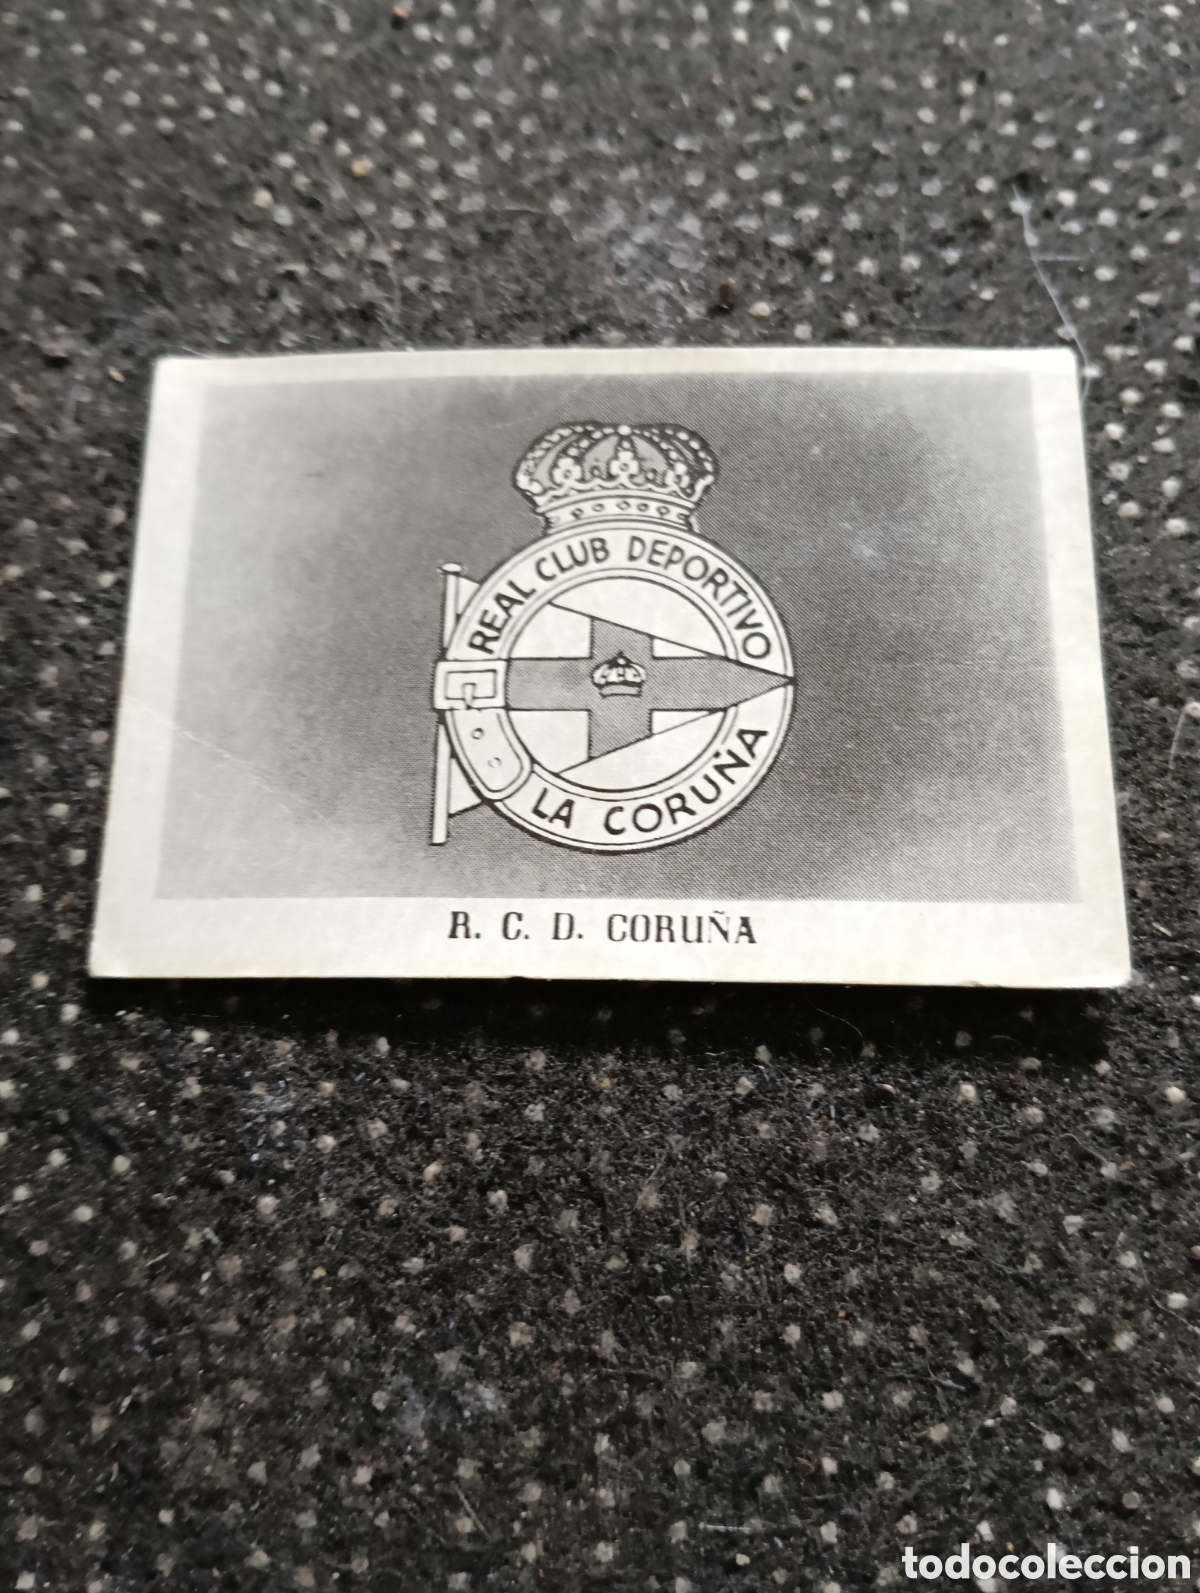 REAL CLUB DEPORTIVO
LA CORUÑA
R. C. D. CORUÑA
todocoleccion